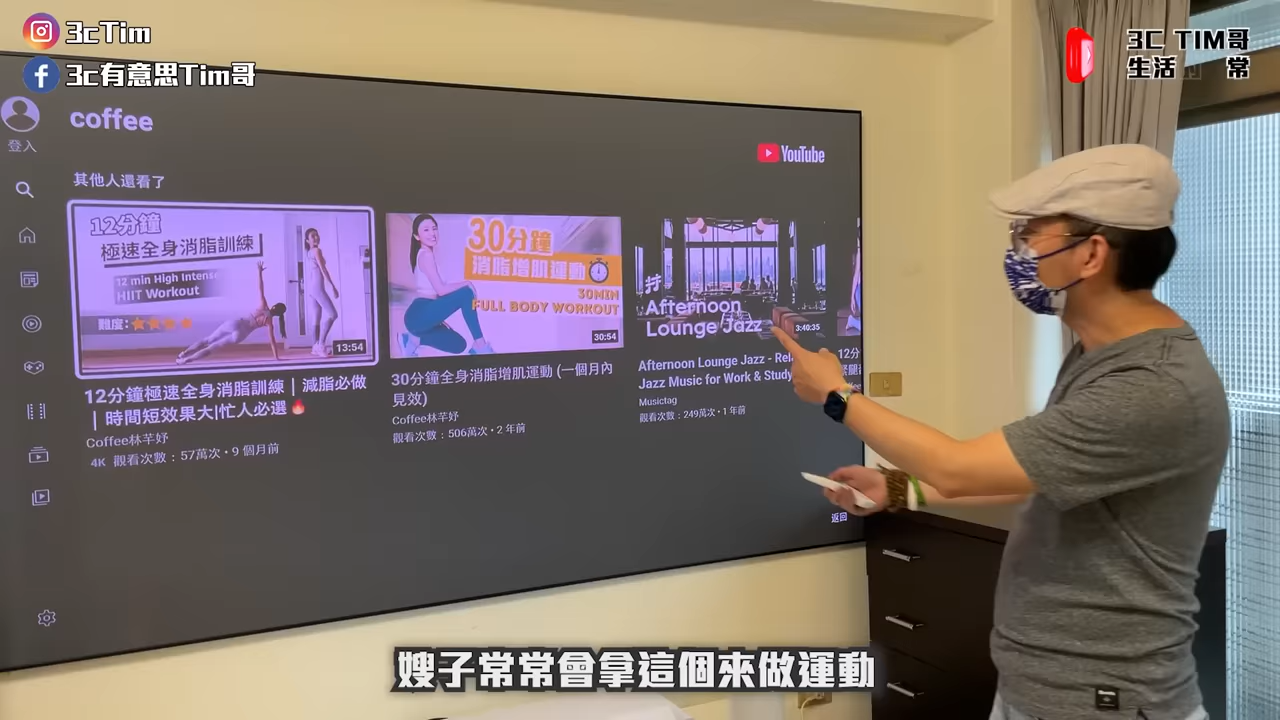 3cTim
3c有意思Tim哥
3C TIM哥
生活 常
登入
coffee
YouTube
其他人還看了
12分鐘
極速全身消脂訓練
12 min High Intense
HIIT Workout
難度:
13:54
12分鐘極速全身消脂訓練｜減脂必做
｜時間短效果大|忙人必選🔥
Coffee林芊妤
4K 觀看次數：57萬次・9 個月前
30分鐘
消脂增肌運動
30MIN
FULL BODY WORKOUT
30:54
30分鐘全身消脂增肌運動 (一個月內
見效)
Coffee林芊妤
觀看次數：506萬次・2 年前
Afternoon
Lounge Jazz
3:40:35
Afternoon Lounge Jazz - Rela
Jazz Music for Work & Study
Musictag
觀看次數：249萬次・1 年前
12分
返回
嫂子常常會拿這個來做運動